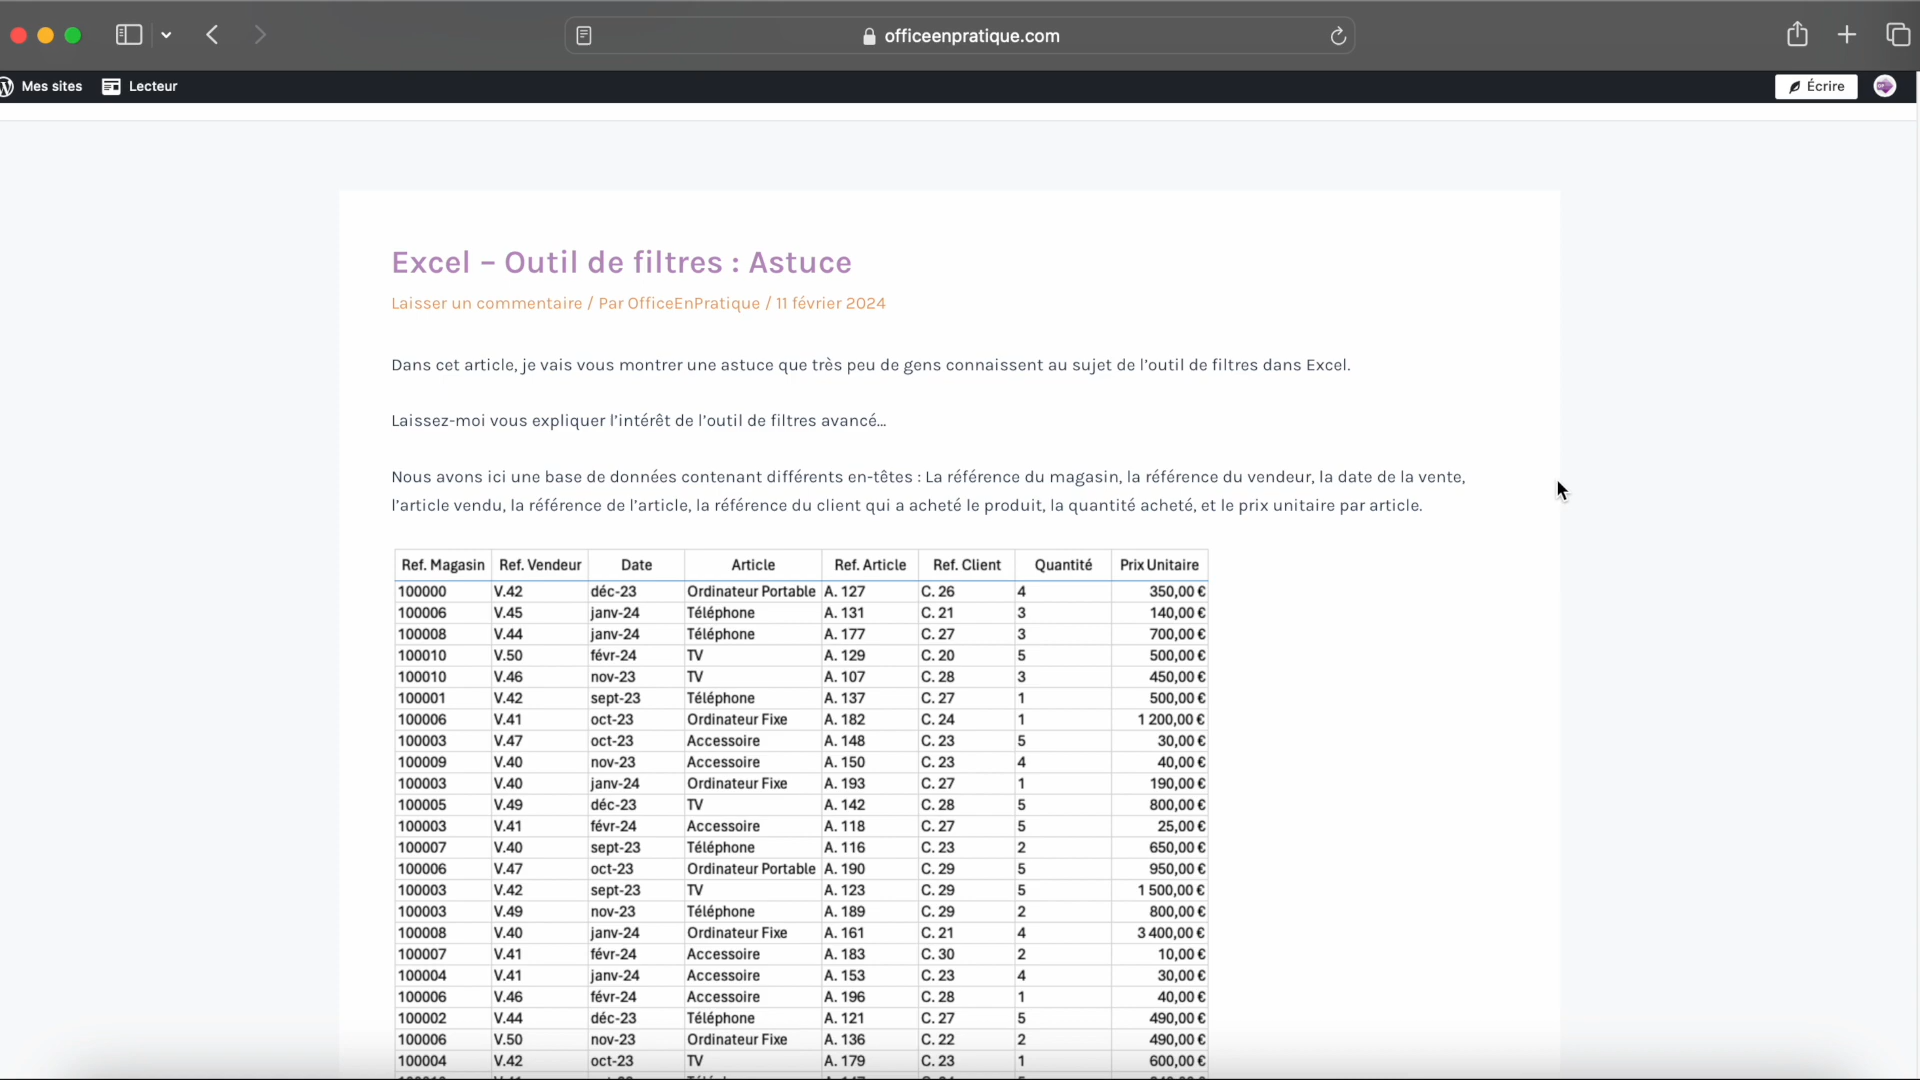 officeenpratique.com
Mes sites Lecteur Écrire
Excel – Outil de filtres : Astuce
Laisser un commentaire / Par OfficeEnPratique / 11 février 2024
Dans cet article, je vais vous montrer une astuce que très peu de gens connaissent au sujet de l'outil de filtres dans Excel.
Laissez-moi vous expliquer l'intérêt de l'outil de filtres avancé…
Nous avons ici une base de données contenant différents en-têtes : La référence du magasin, la référence du vendeur, la date de la vente,
l'article vendu, la référence de l'article, la référence du client qui a acheté le produit, la quantité acheté, et le prix unitaire par article.
Ref. Magasin Ref. Vendeur Date Article Ref. Article Ref. Client Quantité Prix Unitaire
100000 V.42 déc-23 Ordinateur Portable A. 127 C. 26 4 350,00 €
100006 V.45 janv-24 Téléphone A. 131 C. 21 3 140,00 €
100008 V.44 janv-24 Téléphone A. 177 C. 27 3 700,00 €
100010 V.50 févr-24 TV A. 129 C. 20 5 500,00 €
100010 V.46 nov-23 TV A. 107 C. 28 3 450,00 €
100001 V.42 sept-23 Téléphone A. 137 C. 27 1 500,00 €
100006 V.41 oct-23 Ordinateur Fixe A. 182 C. 24 1 1 200,00 €
100003 V.47 oct-23 Accessoire A. 148 C. 23 5 30,00 €
100009 V.40 nov-23 Accessoire A. 150 C. 23 4 40,00 €
100003 V.40 janv-24 Ordinateur Fixe A. 193 C. 27 1 190,00 €
100005 V.49 déc-23 TV A. 142 C. 28 5 800,00 €
100003 V.41 févr-24 Accessoire A. 118 C. 27 5 25,00 €
100007 V.40 sept-23 Téléphone A. 116 C. 23 2 650,00 €
100006 V.47 oct-23 Ordinateur Portable A. 190 C. 29 5 950,00 €
100003 V.42 sept-23 TV A. 123 C. 29 5 1 500,00 €
100003 V.49 nov-23 Téléphone A. 189 C. 29 2 800,00 €
100008 V.40 janv-24 Ordinateur Fixe A. 161 C. 21 4 3 400,00 €
100007 V.41 févr-24 Accessoire A. 183 C. 30 2 10,00 €
100004 V.41 janv-24 Accessoire A. 153 C. 23 4 30,00 €
100006 V.46 févr-24 Accessoire A. 196 C. 28 1 40,00 €
100002 V.44 déc-23 Téléphone A. 121 C. 27 5 490,00 €
100006 V.50 nov-23 Ordinateur Fixe A. 136 C. 22 2 490,00 €
100004 V.42 oct-23 TV A. 179 C. 23 1 600,00 €